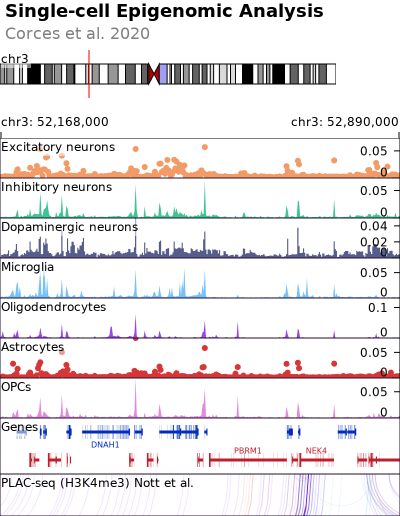 Single-cell Epigenomic Analysis
Corces et al. 2020
chr3
chr3: 52,168,000 chr3: 52,890,000
Excitatory neurons 0.05
0
Inhibitory neurons 0.05
0
Dopaminergic neurons 0.04
0.02
0
Microglia 0.05
0
Oligodendrocytes 0.1
0
Astrocytes 0.05
0
OPCs 0.05
0
Genes
DNAH1
PBRM1 NEK4
PLAC-seq (H3K4me3) Nott et al.